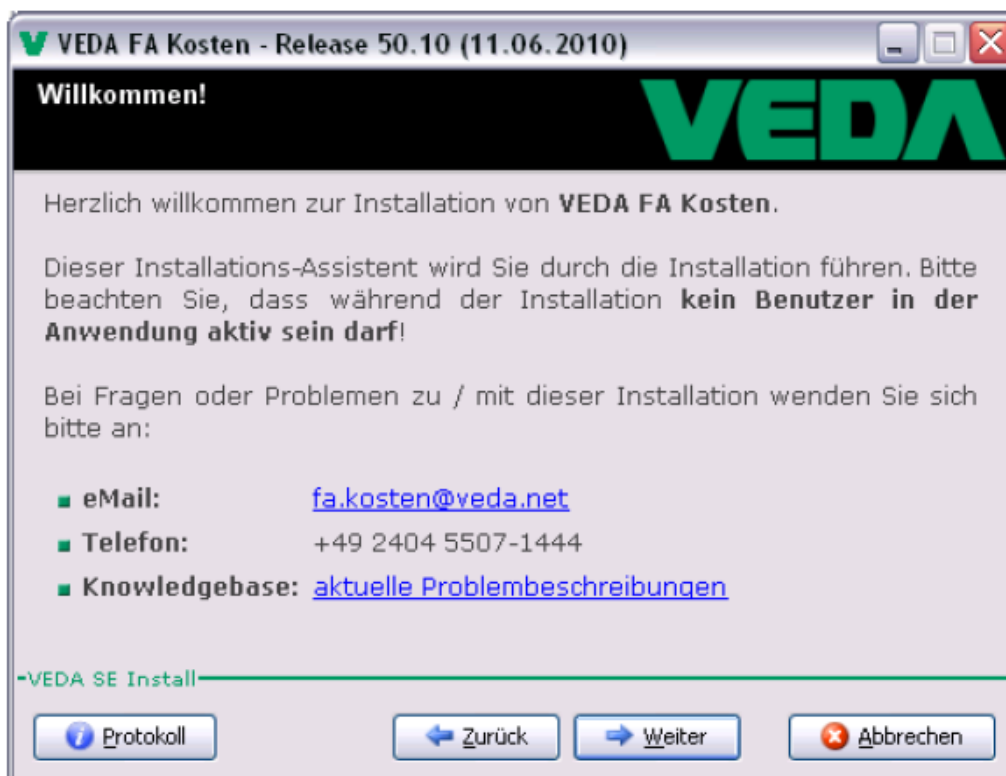 VEDA FA Kosten - Release 50.10 (11.06.2010)
Willkommen!
VEDA
Herzlich willkommen zur Installation von VEDA FA Kosten.
Dieser Installations-Assistent wird Sie durch die Installation führen. Bitte
beachten Sie, dass während der Installation kein Benutzer in der
Anwendung aktiv sein darf!
Bei Fragen oder Problemen zu / mit dieser Installation wenden Sie sich
bitte an:
eMail: fa.kosten@veda.net
Telefon: +49 2404 5507-1444
Knowledgebase: aktuelle Problembeschreibungen
VEDA SE Install
Protokoll Zurück Weiter Abbrechen